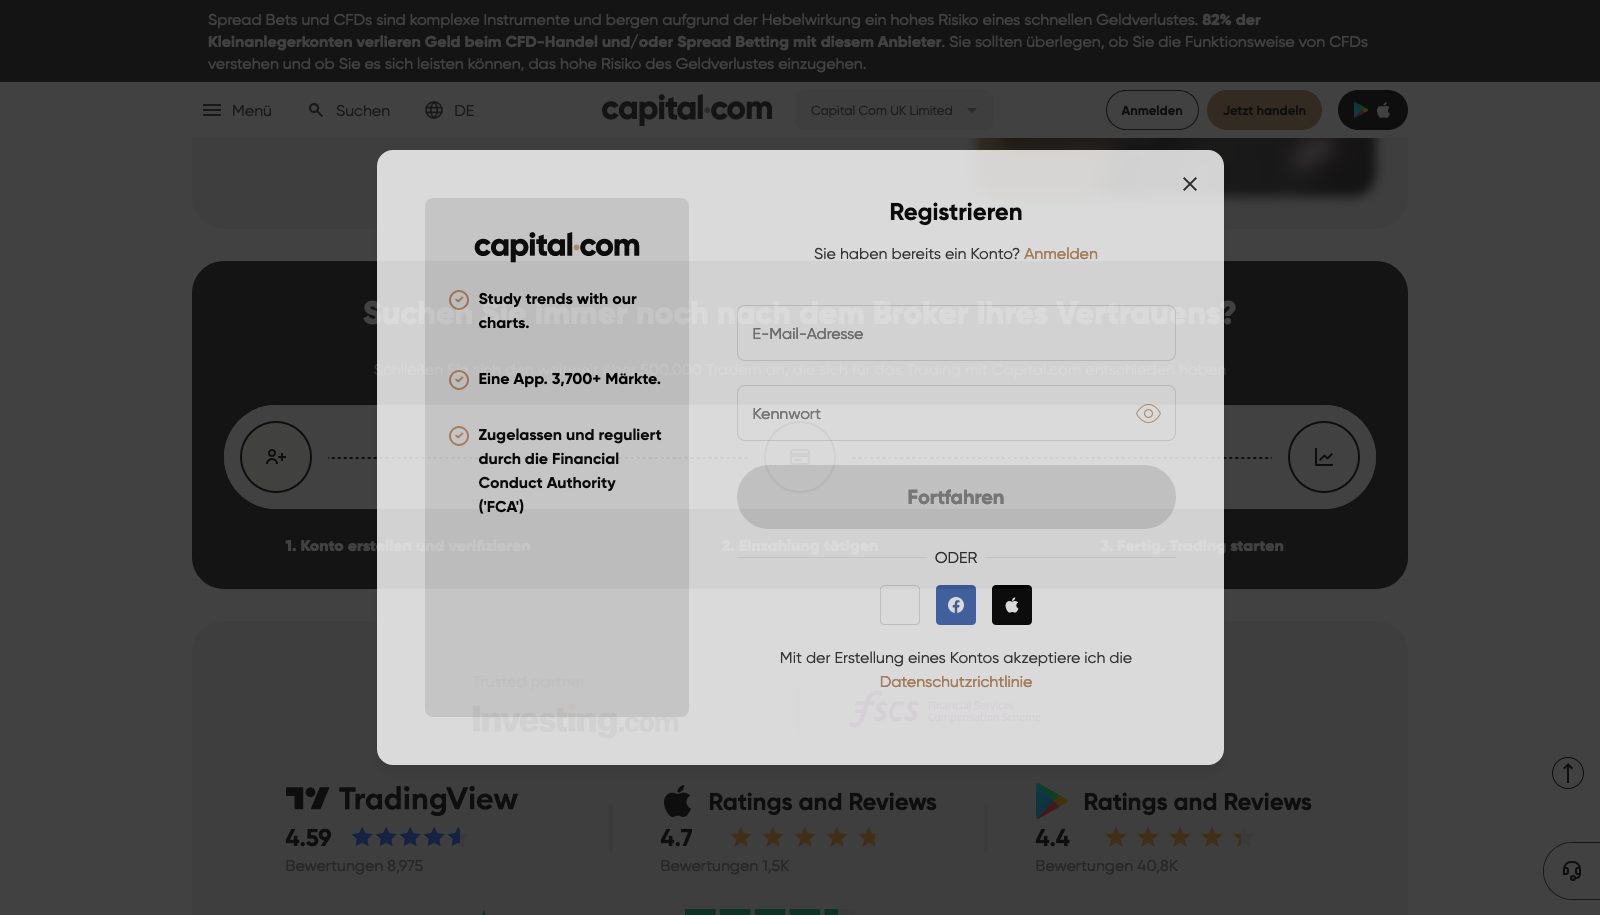 Spread Bets und CFDs sind komplexe Instrumente und bergen aufgrund der Hebelwirkung ein hohes Risiko eines schnellen Geldverlustes. 82% der
Kleinanlegerkonten verlieren Geld beim CFD-Handel und/oder Spread Betting mit diesem Anbieter. Sie sollten überlegen, ob Sie die Funktionsweise von CFDs
verstehen und ob Sie es sich leisten können, das hohe Risiko des Geldverlustes einzugehen.
Menü Suchen DE capital.com Capital Com UK Limited Anmelden Jetzt handeln
capital.com
Study trends with our
charts.
Eine App. 3,700+ Märkte.
Zugelassen und reguliert
durch die Financial
Conduct Authority
('FCA')
Registrieren
Sie haben bereits ein Konto? Anmelden
E-Mail-Adresse
Kennwort
Fortfahren
ODER
Mit der Erstellung eines Kontos akzeptiere ich die
Datenschutzrichtlinie
Suchen Sie immer noch nach dem Broker Ihres Vertrauens?
1. Konto erstellen und verifizieren
2. Einzahlung tätigen
3. Fertig. Trading starten
Trusted partner
Investing.com
fscs Financial Services
Compensation Scheme
TradingView
4.59
Bewertungen 8,975
Ratings and Reviews
4.7
Bewertungen 1,5K
Ratings and Reviews
4.4
Bewertungen 40,8K